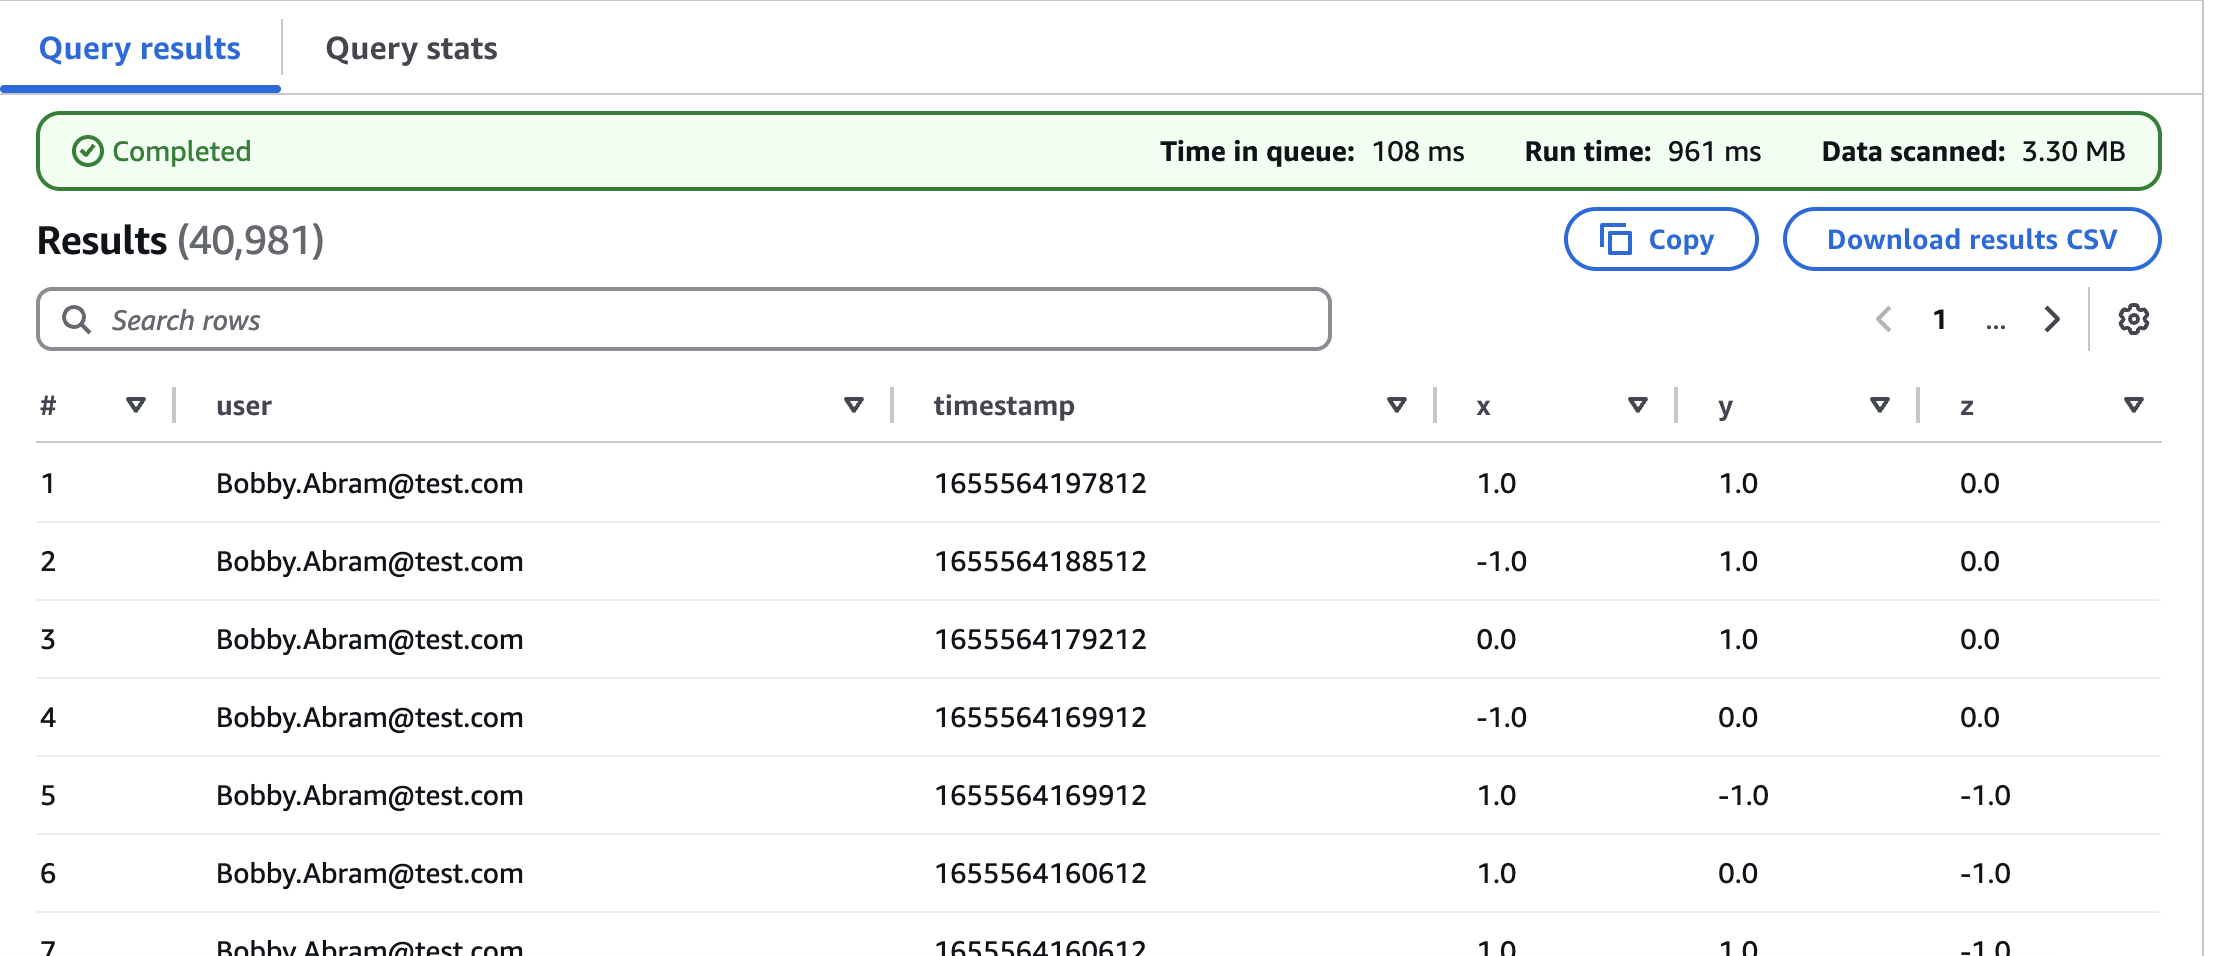 Query results Query stats
Completed Time in queue: 108 ms Run time: 961 ms Data scanned: 3.30 MB
Results (40,981) Copy Download results CSV
Search rows 1 ...
# user timestamp x y z
1 Bobby.Abram@test.com 1655564197812 1.0 1.0 0.0
2 Bobby.Abram@test.com 1655564188512 -1.0 1.0 0.0
3 Bobby.Abram@test.com 1655564179212 0.0 1.0 0.0
4 Bobby.Abram@test.com 1655564169912 -1.0 0.0 0.0
5 Bobby.Abram@test.com 1655564169912 1.0 -1.0 -1.0
6 Bobby.Abram@test.com 1655564160612 1.0 0.0 -1.0
7 Bobby.Abram@test.com 1655564160612 1.0 1.0 -1.0